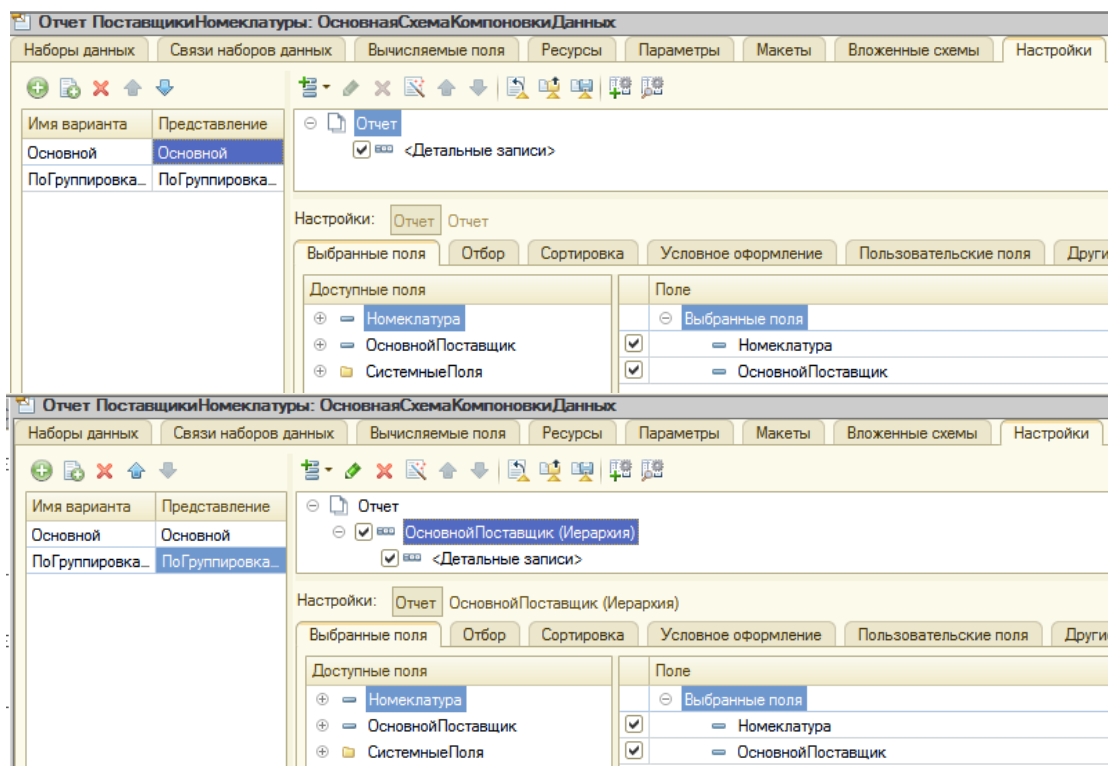 Отчет ПоставщикиНомеклатуры: ОсновнаяСхемаКомпоновкиДанных
Наборы данных Связи наборов данных Вычисляемые поля Ресурсы Параметры Макеты Вложенные схемы Настройки
Имя варианта Представление
Основной Основной
ПоГруппировка... ПоГруппировка...
Отчет
<Детальные записи>
Настройки: Отчет Отчет
Выбранные поля Отбор Сортировка Условное оформление Пользовательские поля Други
Доступные поля Поле
Номеклатура Выбранные поля
ОсновнойПоставщик Номеклатура
СистемныеПоля ОсновнойПоставщик
Отчет ПоставщикиНомеклатуры: ОсновнаяСхемаКомпоновкиДанных
Наборы данных Связи наборов данных Вычисляемые поля Ресурсы Параметры Макеты Вложенные схемы Настройки
Имя варианта Представление
Основной Основной
ПоГруппировка... ПоГруппировка...
Отчет
ОсновнойПоставщик (Иерархия)
<Детальные записи>
Настройки: Отчет ОсновнойПоставщик (Иерархия)
Выбранные поля Отбор Сортировка Условное оформление Пользовательские поля Други
Доступные поля Поле
Номеклатура Выбранные поля
ОсновнойПоставщик Номеклатура
СистемныеПоля ОсновнойПоставщик